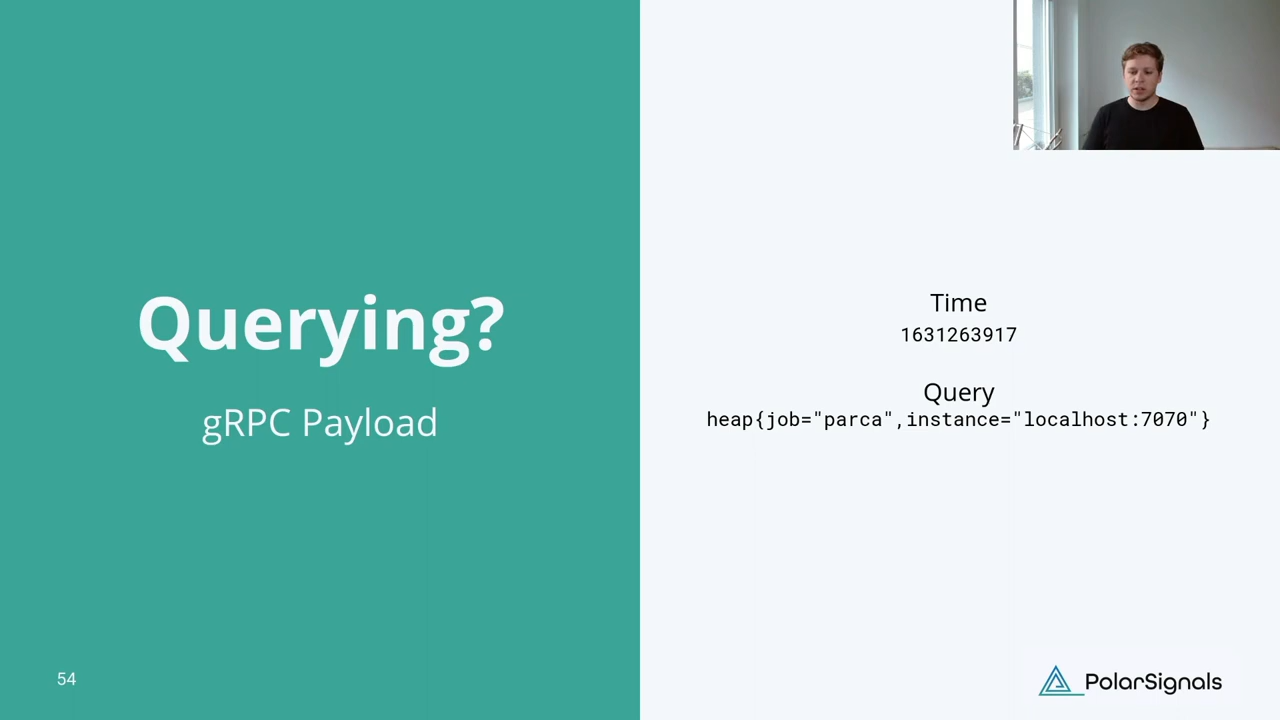 Querying?
gRPC Payload
Time
1631263917
Query
heap{job="parca",instance="localhost:7070"}
54
PolarSignals